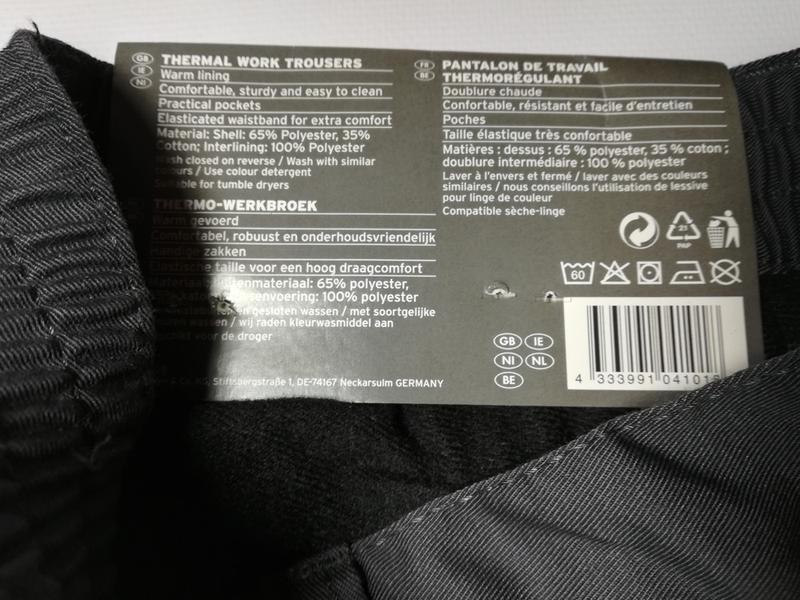 GB
IE
NI
THERMAL WORK TROUSERS
Warm lining
Comfortable, sturdy and easy to clean
Practical pockets
Elasticated waistband for extra comfort
Material: Shell: 65% Polyester, 35%
Cotton; Interlining: 100% Polyester
Wash closed on reverse / Wash with similar
colours / Use colour detergent
Suitable for tumble dryers
THERMO-WERKBROEK
Warm gevoerd
Comfortabel, robuust en onderhoudsvriendelijk
Handige zakken
Elastische taille voor een hoog draagcomfort
65% polyester,
100% polyester
en gesloten wassen / met soortgelijke
wassen / wij raden kleurwasmiddel aan
voor de droger
KG, Stiftsbergstraße 1, DE-74167 Neckarsulm GERMANY
FR
BE
PANTALON DE TRAVAIL
THERMORÉGULANT
Doublure chaude
Confortable, résistant et facile d'entretien
Poches
Taille élastique très confortable
Matières : dessus : 65 % polyester, 35 % coton ;
doublure intermédiaire : 100 % polyester
Laver à l'envers et fermé / laver avec des couleurs
similaires / nous conseillons l'utilisation de lessive
pour linge de couleur
Compatible sèche-linge
21
PAP
60
GB IE
NI NL
BE
4 333991 04101